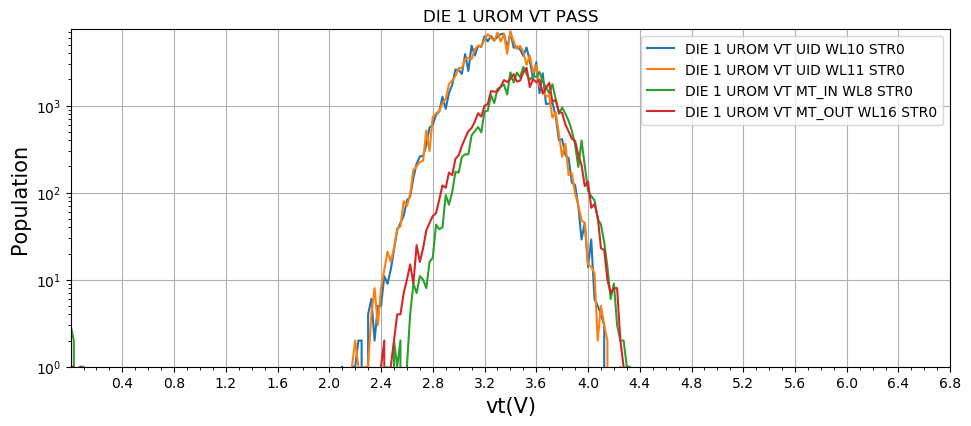 DIE 1 UROM VT PASS
DIE 1 UROM VT UID WL10 STR0
DIE 1 UROM VT UID WL11 STR0
DIE 1 UROM VT MT_IN WL8 STR0
DIE 1 UROM VT MT_OUT WL16 STR0
Population
10^3
10^2
10^1
10^0
0.4 0.8 1.2 1.6 2.0 2.4 2.8 3.2 3.6 4.0 4.4 4.8 5.2 5.6 6.0 6.4 6.8
vt(V)